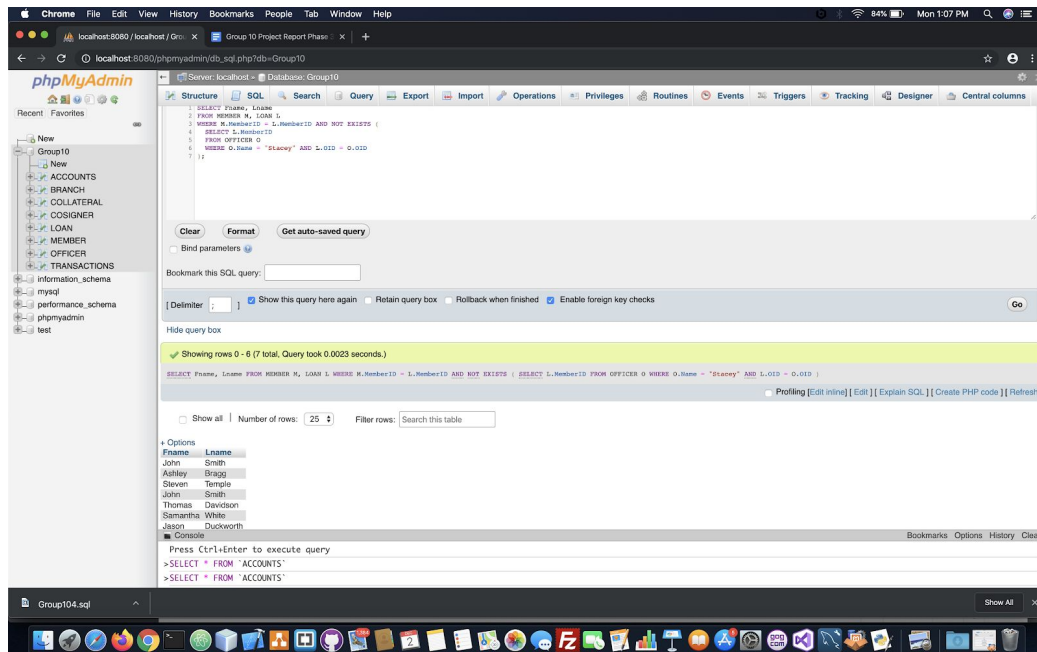 Chrome File Edit View History Bookmarks People Tab Window Help 84% Mon 1:07 PM
localhost:8080 / localhost / Grou Group 10 Project Report Phase
localhost:8080/phpmyadmin/db_sql.php?db=Group10
phpMyAdmin
Recent Favorites
New
Group10
New
ACCOUNTS
BRANCH
COLLATERAL
COSIGNER
LOAN
MEMBER
OFFICER
TRANSACTIONS
information_schema
mysql
performance_schema
phpmyadmin
test
Server: localhost » Database: Group10
Structure SQL Search Query Export Import Operations Privileges Routines Events Triggers Tracking Designer Central columns
1 SELECT Fname, Lname
2 FROM MEMBER M, LOAN L
3 WHERE M.MemberID = L.MemberID AND NOT EXISTS (
4 SELECT L.MemberID
5 FROM OFFICER O
6 WHERE O.Name = "Stacey" AND L.OID = O.OID
7 );
Clear Format Get auto-saved query
Bind parameters
Bookmark this SQL query:
[ Delimiter ; ] Show this query here again Retain query box Rollback when finished Enable foreign key checks Go
Hide query box
Showing rows 0 - 6 (7 total, Query took 0.0023 seconds.)
SELECT Fname, Lname FROM MEMBER M, LOAN L WHERE M.MemberID = L.MemberID AND NOT EXISTS ( SELECT L.MemberID FROM OFFICER O WHERE O.Name = "Stacey" AND L.OID = O.OID )
Profiling [Edit inline] [ Edit ] [ Explain SQL ] [ Create PHP code ] [ Refresh
Show all Number of rows: 25 Filter rows: Search this table
+ Options
Fname Lname
John Smith
Ashley Bragg
Steven Temple
John Smith
Thomas Davidson
Samantha White
Jason Duckworth
Console Bookmarks Options History Clea
Press Ctrl+Enter to execute query
>SELECT * FROM `ACCOUNTS`
>SELECT * FROM `ACCOUNTS`
Group104.sql Show All